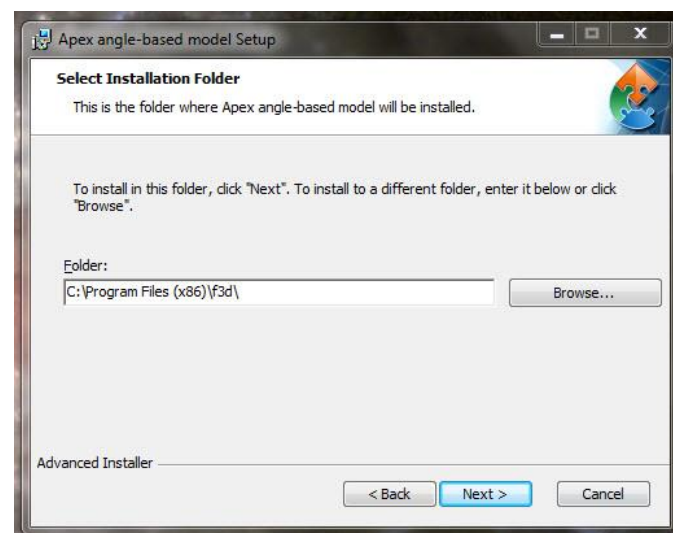 Apex angle-based model Setup
Select Installation Folder
This is the folder where Apex angle-based model will be installed.
To install in this folder, click "Next". To install to a different folder, enter it below or click
"Browse".
Folder:
C:\Program Files (x86)\f3d\
Browse...
Advanced Installer
< Back
Next >
Cancel